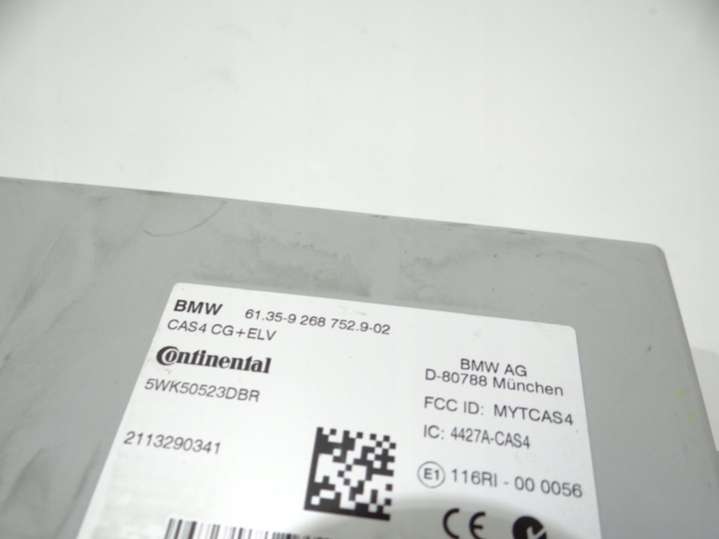 BMW 61.35-9 268 752.9-02
CAS4 CG+ELV
Continental
5WK50523DBR
2113290341
BMW AG
D-80788 München
FCC ID: MYTCAS4
IC: 4427A-CAS4
E1 116RI - 00 0056
CE